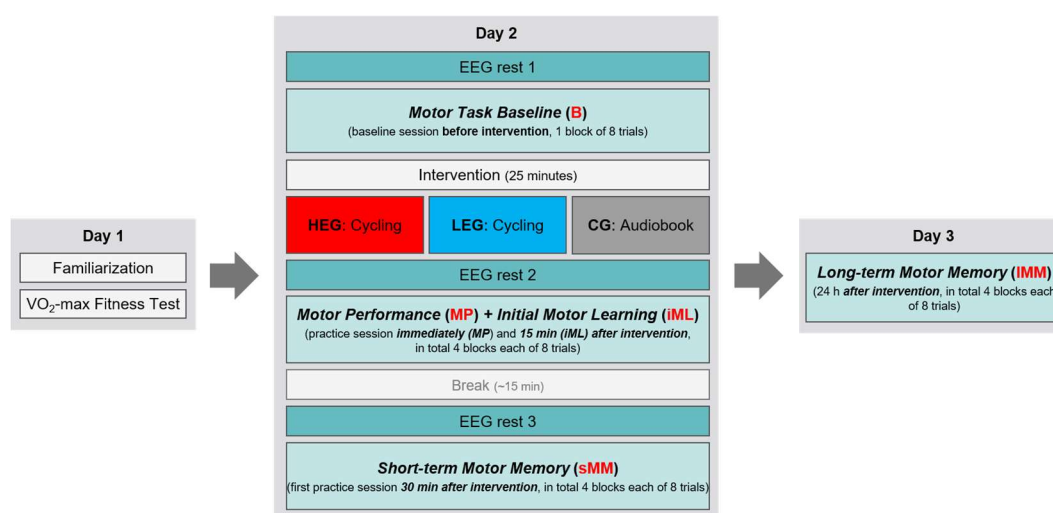 Day 1
Familiarization
VO₂-max Fitness Test
Day 2
EEG rest 1
Motor Task Baseline (B)
(baseline session before intervention, 1 block of 8 trials)
Intervention (25 minutes)
HEG: Cycling
LEG: Cycling
CG: Audiobook
EEG rest 2
Motor Performance (MP) + Initial Motor Learning (iML)
(practice session immediately (MP) and 15 min (iML) after intervention,
in total 4 blocks each of 8 trials)
Break (~15 min)
EEG rest 3
Short-term Motor Memory (sMM)
(first practice session 30 min after intervention, in total 4 blocks each of 8 trials)
Day 3
Long-term Motor Memory (lMM)
(24 h after intervention, in total 4 blocks each
of 8 trials)